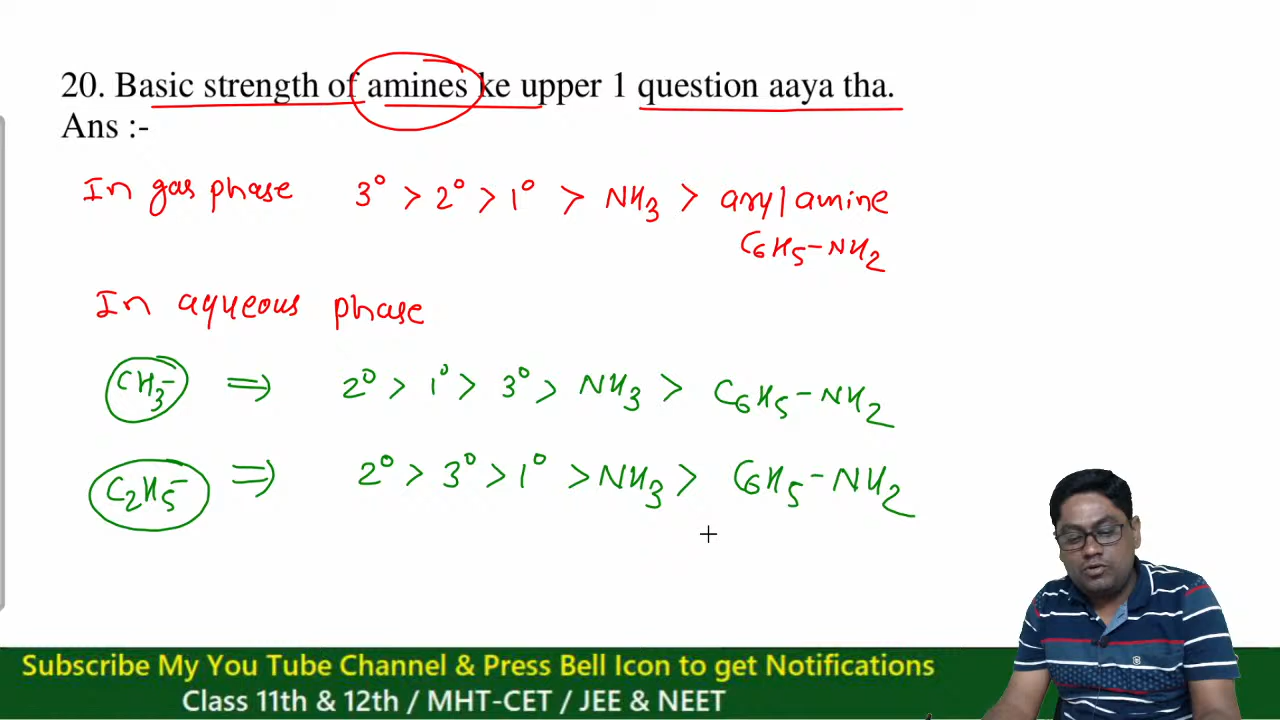 20. Basic strength of amines ke upper 1 question aaya tha.
Ans :-
In gas phase 3° > 2° > 1° > NH3 > arylamine
C6H5-NH2
In aqueous phase
CH3- ⇒ 2° > 1° > 3° > NH3 > C6H5-NH2
C2H5- ⇒ 2° > 3° > 1° > NH3 > C6H5-NH2
Subscribe My You Tube Channel & Press Bell Icon to get Notifications
Class 11th & 12th / MHT-CET / JEE & NEET